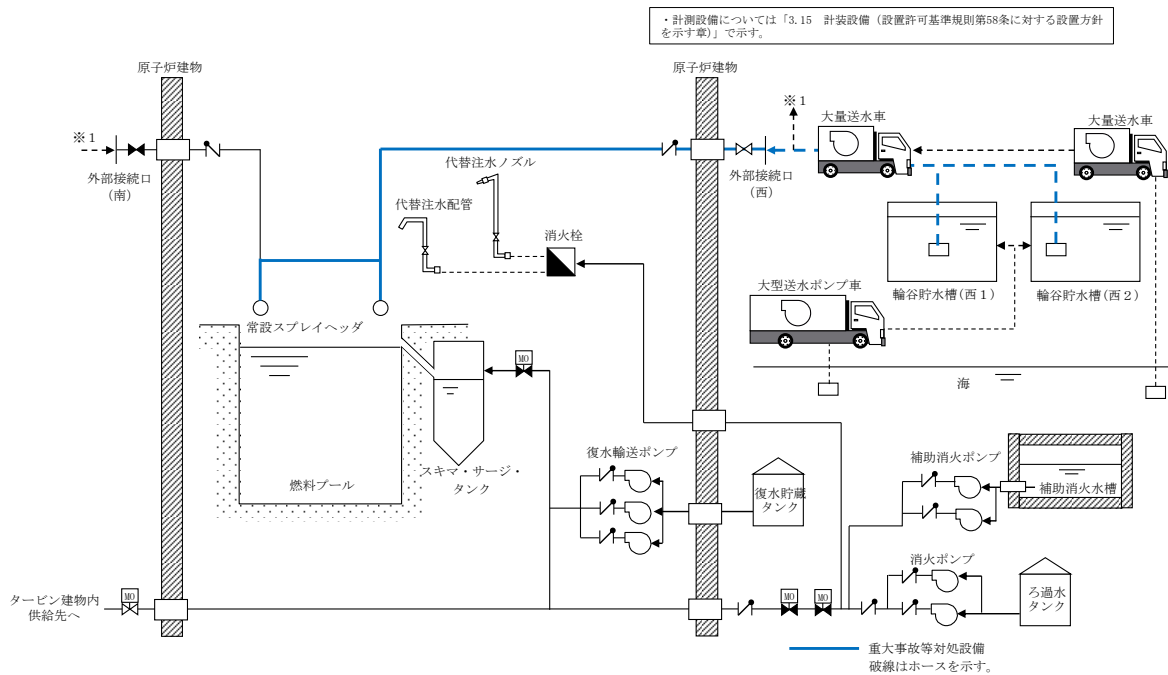 ・計測設備については「3.15 計装設備（設置許可基準規則第58条に対する設置方針
を示す章）」で示す。
原子炉建物
原子炉建物
※１
※１
大量送水車
大量送水車
外部接続口
(南)
代替注水ノズル
外部接続口
(西)
代替注水配管
消火栓
輪谷貯水槽(西１)
輪谷貯水槽(西２)
大型送水ポンプ車
常設スプレイヘッダ
海
MO
燃料プール
スキマ・サージ・
タンク
復水輸送ポンプ
復水貯蔵
タンク
補助消火ポンプ
補助消火水槽
消火ポンプ
ろ過水
タンク
タービン建物内
供給先へ
MO
MO
MO
重大事故等対処設備
破線はホースを示す。